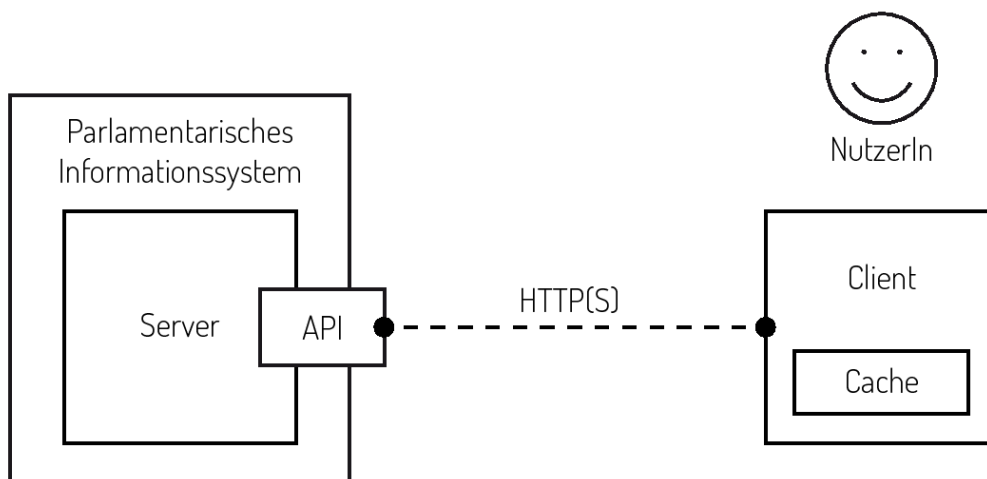 Parlamentarisches
Informationssystem
Server
API
HTTP(S)
NutzerIn
Client
Cache